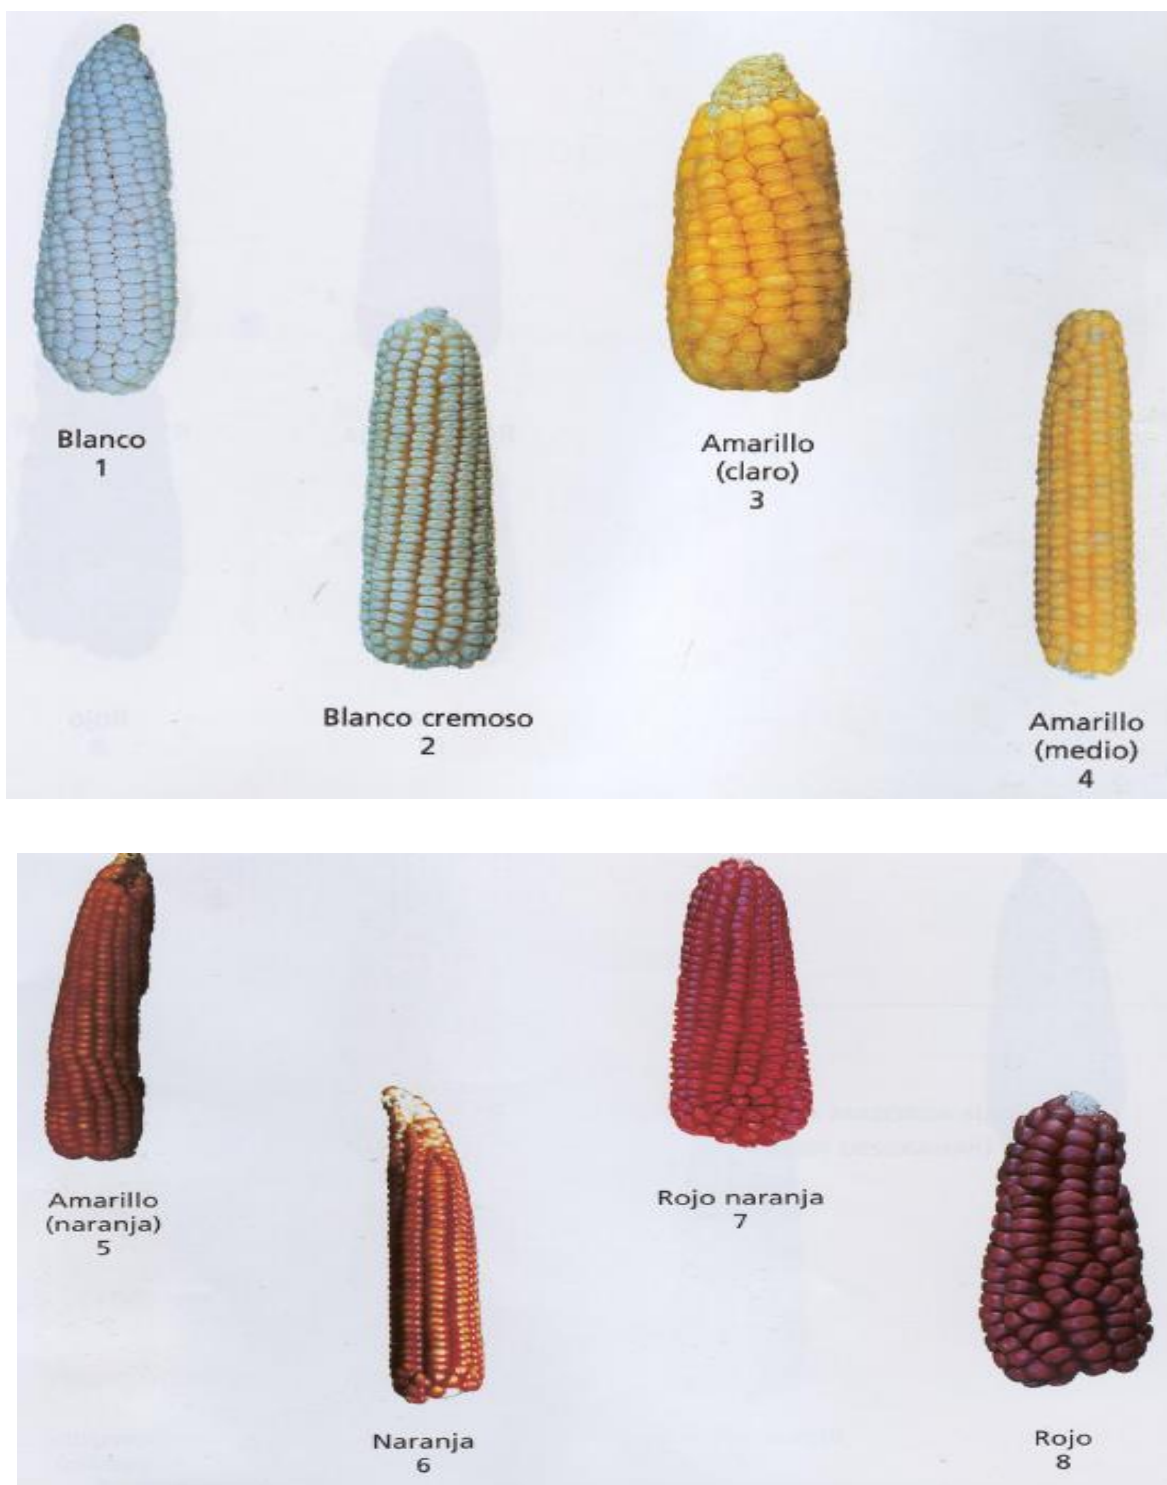 Blanco
1
Blanco cremoso
2
Amarillo
(claro)
3
Amarillo
(medio)
4
Amarillo
(naranja)
5
Naranja
6
Rojo naranja
7
Rojo
8